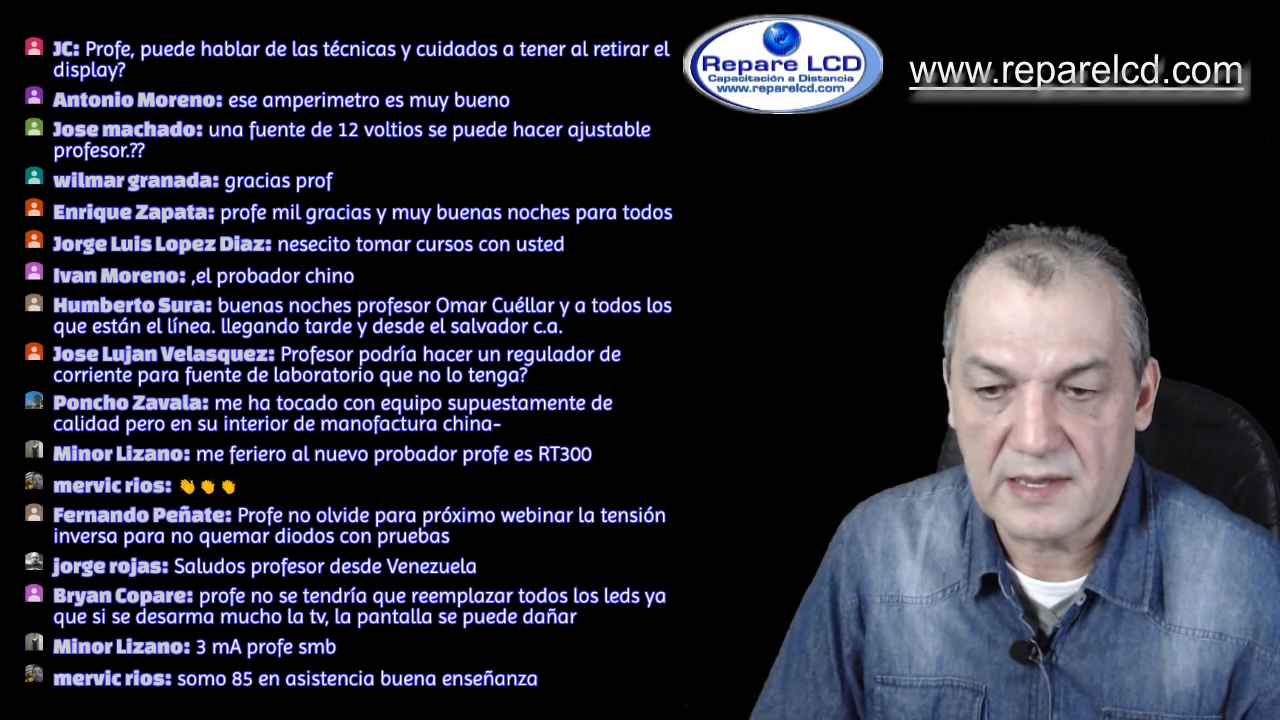 JC: Profe, puede hablar de las técnicas y cuidados a tener al retirar el
display?
Antonio Moreno: ese amperimetro es muy bueno
Jose machado: una fuente de 12 voltios se puede hacer ajustable
profesor.??
wilmar granada: gracias prof
Enrique Zapata: profe mil gracias y muy buenas noches para todos
Jorge Luis Lopez Diaz: nesecito tomar cursos con usted
Ivan Moreno: ,el probador chino
Humberto Sura: buenas noches profesor Omar Cuéllar y a todos los
que están el línea. llegando tarde y desde el salvador c.a.
Jose Lujan Velasquez: Profesor podría hacer un regulador de
corriente para fuente de laboratorio que no lo tenga?
Poncho Zavala: me ha tocado con equipo supuestamente de
calidad pero en su interior de manofactura china-
Minor Lizano: me feriero al nuevo probador profe es RT300
mervic rios: 👏👏👏
Fernando Peñate: Profe no olvide para próximo webinar la tensión
inversa para no quemar diodos con pruebas
jorge rojas: Saludos profesor desde Venezuela
Bryan Copare: profe no se tendría que reemplazar todos los leds ya
que si se desarma mucho la tv, la pantalla se puede dañar
Minor Lizano: 3 mA profe smb
mervic rios: somo 85 en asistencia buena enseñanza
Repare LCD
Capacitación a Distancia
www.reparelcd.com
www.reparelcd.com